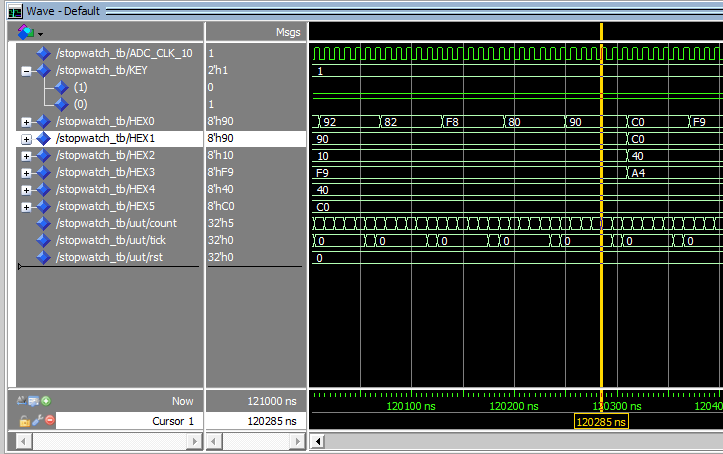 Wave - Default
Msgs
/stopwatch_tb/ADC_CLK_10 1
/stopwatch_tb/KEY 2'h1 1
(1) 0
(0) 1
/stopwatch_tb/HEX0 8'h90 92 82 F8 80 90 C0 F9
/stopwatch_tb/HEX1 8'h90 90 C0
/stopwatch_tb/HEX2 8'h10 10 40
/stopwatch_tb/HEX3 8'hF9 F9 A4
/stopwatch_tb/HEX4 8'h40 40
/stopwatch_tb/HEX5 8'hC0 C0
/stopwatch_tb/uut/count 32'h5
/stopwatch_tb/uut/tick 32'h0 0 0 0 0 0 0 0
/stopwatch_tb/uut/rst 32'h0 0
Now 121000 ns 120100 ns 120200 ns 120300 ns
Cursor 1 120285 ns 120285 ns